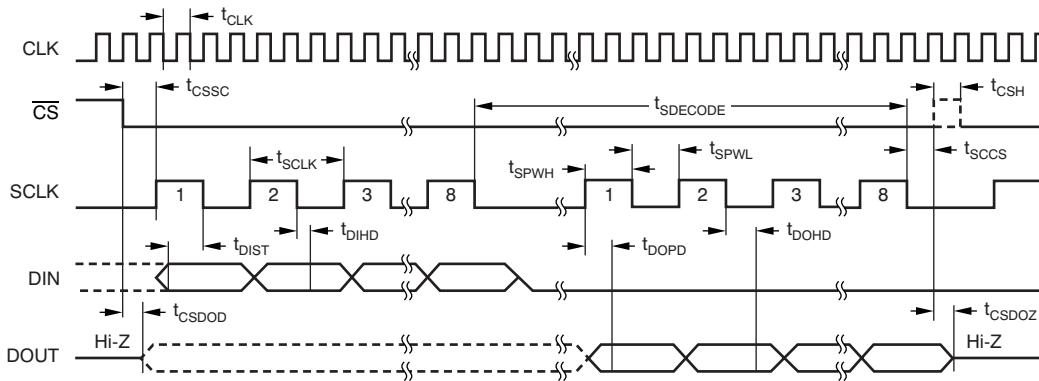 tCLK
CLK
tCSSC
tCSH
CS
tSDECODE
tSCLK
tSPWH
tSPWL
tSCCS
SCLK
1 2 3 8 1 2 3 8
tDIST
tDIHD
tDOPD
tDOHD
DIN
tCSDOD
tCSDOZ
Hi-Z
Hi-Z
DOUT